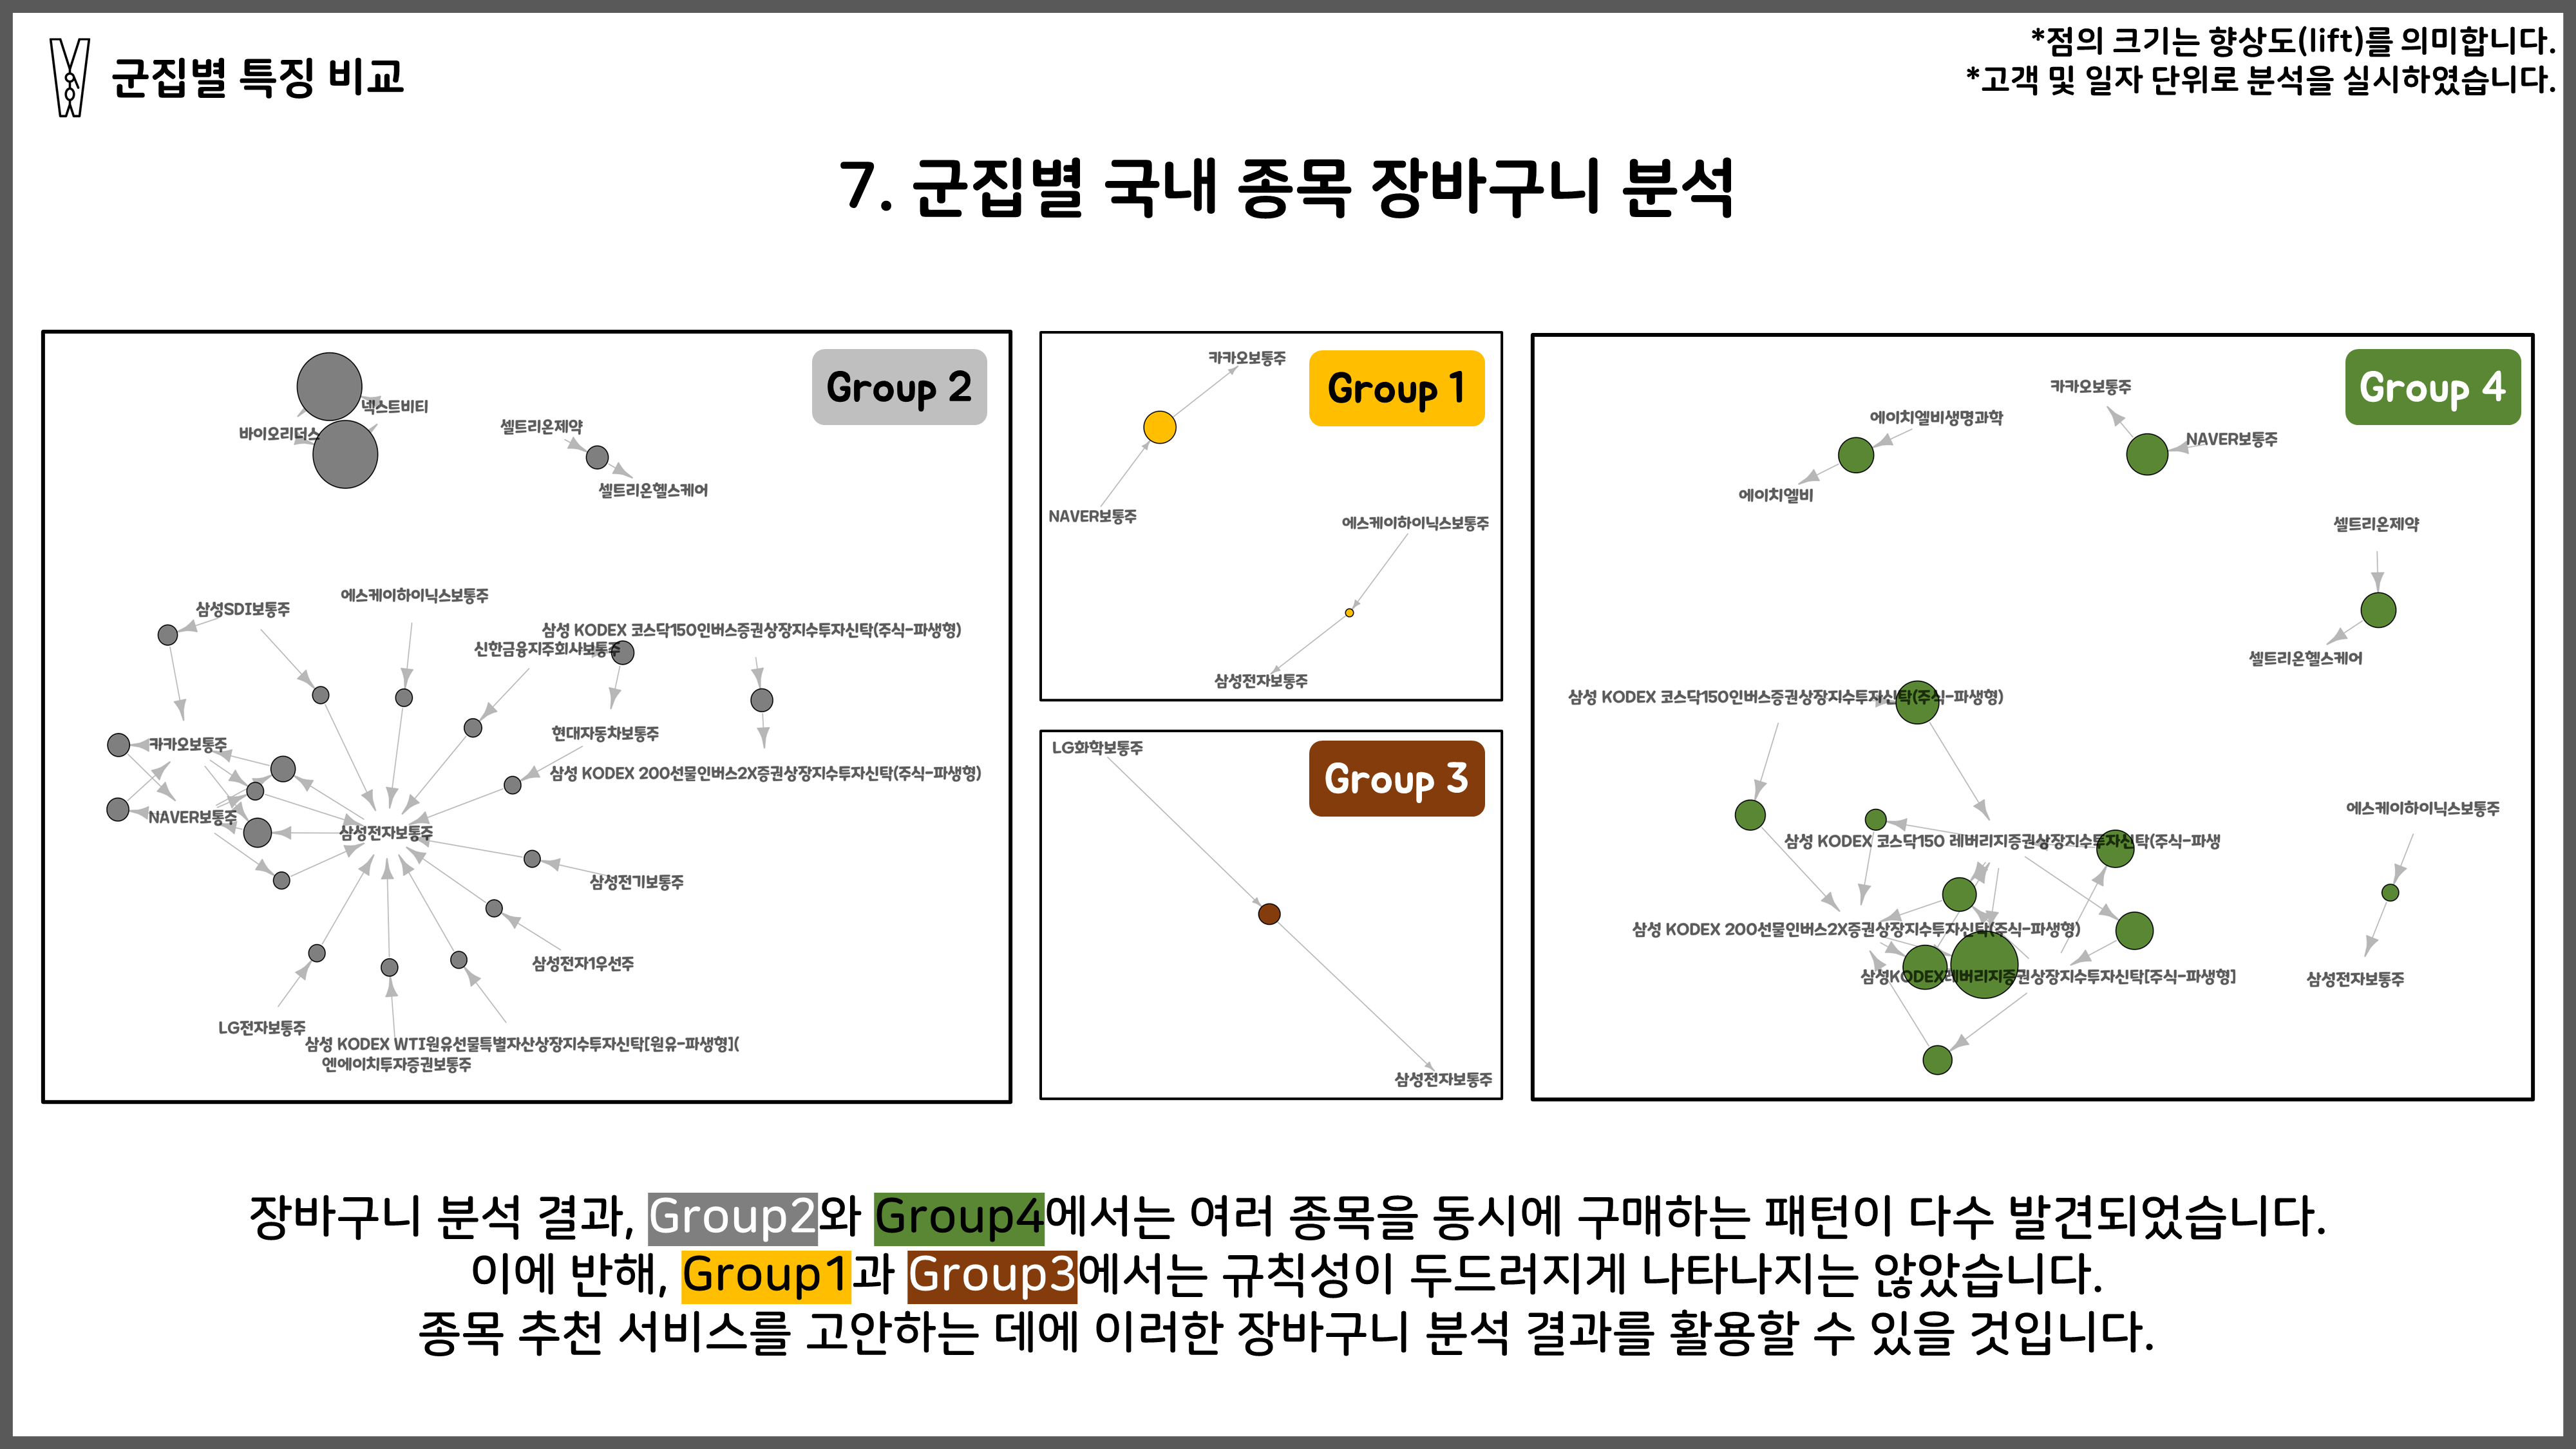 군집별 특징 비교
*점의 크기는 향상도(lift)를 의미합니다.
*고객 및 일자 단위로 분석을 실시하였습니다.
7. 군집별 국내 종목 장바구니 분석
Group 2
넥스트비티
바이오리더스
셀트리온제약
셀트리온헬스케어
삼성SDI보통주
에스케이하이닉스보통주
삼성 KODEX 코스닥150인버스증권상장지수투자신탁(주식-파생형)
신한금융지주회사보통주
현대자동차보통주
카카오보통주
삼성 KODEX 200선물인버스2X증권상장지수투자신탁(주식-파생형)
NAVER보통주
삼성전자보통주
삼성전기보통주
삼성전자1우선주
LG전자보통주
삼성 KODEX WTI원유선물특별자산상장지수투자신탁[원유-파생형](
엔에이치투자증권보통주
Group 1
카카오보통주
NAVER보통주
에스케이하이닉스보통주
삼성전자보통주
Group 3
LG화학보통주
삼성전자보통주
Group 4
카카오보통주
에이치엘비생명과학
NAVER보통주
에이치엘비
셀트리온제약
셀트리온헬스케어
삼성 KODEX 코스닥150인버스증권상장지수투자신탁(주식-파생형)
에스케이하이닉스보통주
삼성 KODEX 코스닥150 레버리지증권상장지수투자신탁(주식-파생
삼성 KODEX 200선물인버스2X증권상장지수투자신탁(주식-파생형)
삼성KODEX레버리지증권상장지수투자신탁[주식-파생형]
삼성전자보통주
장바구니 분석 결과, Group2와 Group4에서는 여러 종목을 동시에 구매하는 패턴이 다수 발견되었습니다.
이에 반해, Group1과 Group3에서는 규칙성이 두드러지게 나타나지는 않았습니다.
종목 추천 서비스를 고안하는 데에 이러한 장바구니 분석 결과를 활용할 수 있을 것입니다.